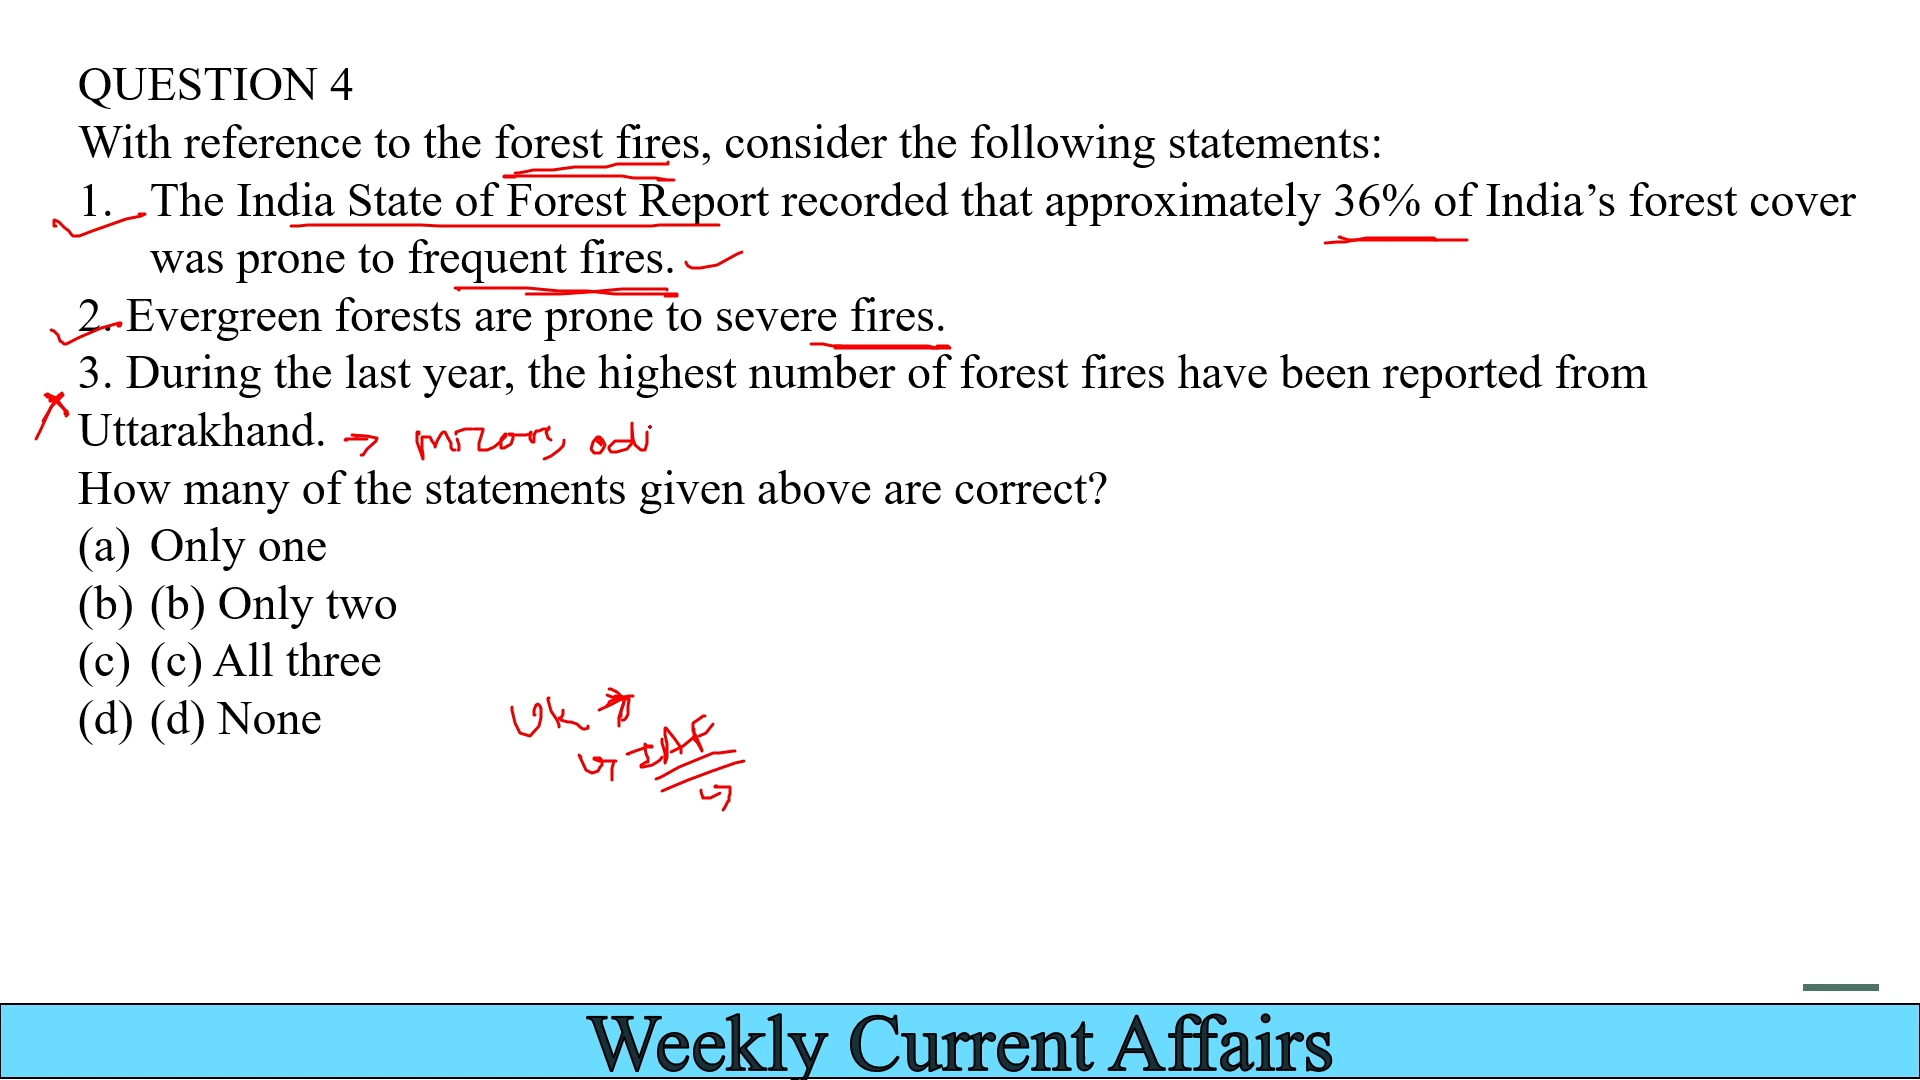 QUESTION 4
With reference to the forest fires, consider the following statements:
1. The India State of Forest Report recorded that approximately 36% of India’s forest cover
was prone to frequent fires.
2. Evergreen forests are prone to severe fires.
3. During the last year, the highest number of forest fires have been reported from
Uttarakhand. → odi
How many of the statements given above are correct?
(a) Only one
(b) (b) Only two
(c) (c) All three
(d) (d) None
UK →
IAF
Weekly Current Affairs